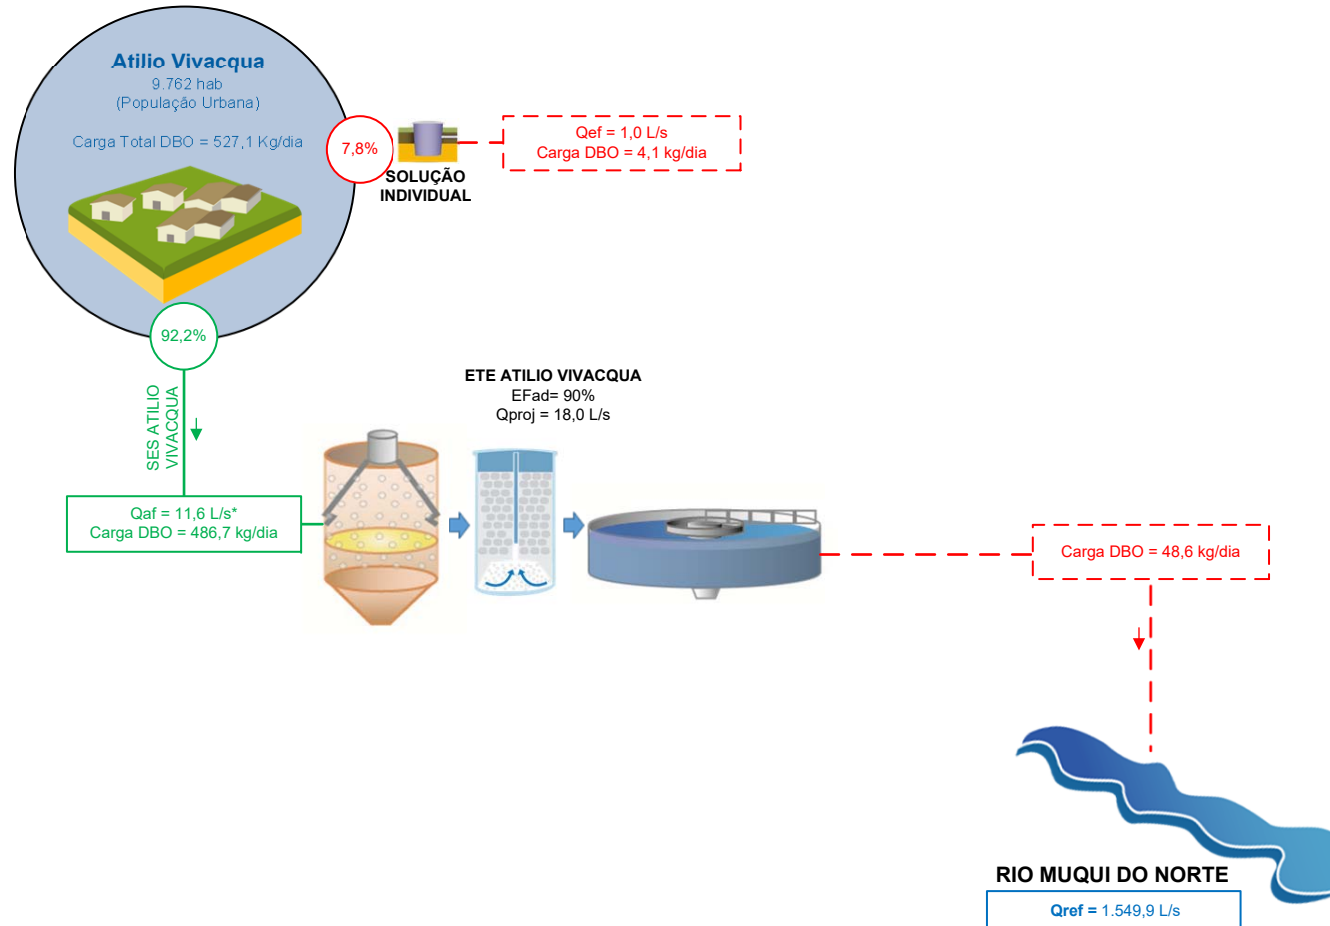 Atilio Vivacqua
9.762 hab
(População Urbana)
Carga Total DBO = 527,1 Kg/dia
7,8%
SOLUÇÃO
INDIVIDUAL
Qef = 1,0 L/s
Carga DBO = 4,1 kg/dia
92,2%
SES ATILIO
VIVACQUA
Qaf = 11,6 L/s*
Carga DBO = 486,7 kg/dia
ETE ATILIO VIVACQUA
EFad= 90%
Qproj = 18,0 L/s
Carga DBO = 48,6 kg/dia
RIO MUQUI DO NORTE
Qref = 1.549,9 L/s